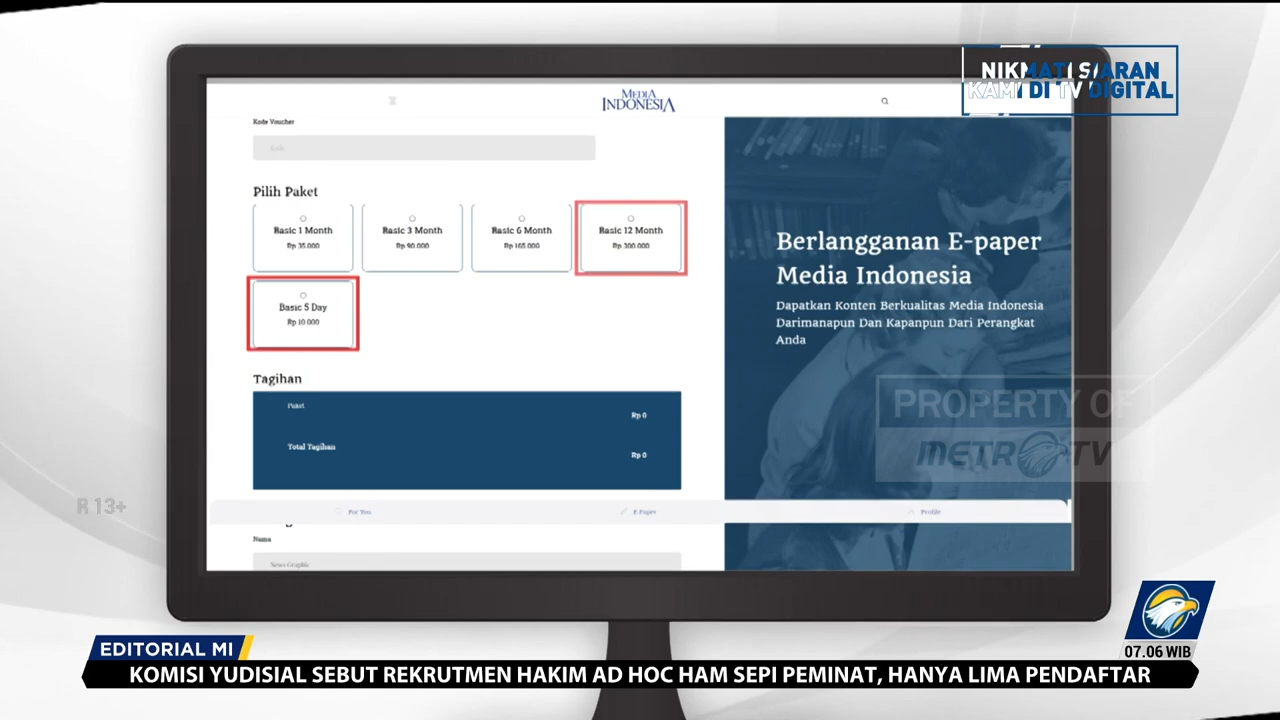 NIKMATI SIARAN
KAMI DI TV DIGITAL
MEDIA
INDONESIA
Kode Voucher
Kode
Pilih Paket
Basic 1 Month
Rp 35.000
Basic 3 Month
Rp 90.000
Basic 6 Month
Rp 165.000
Basic 12 Month
Rp 300.000
Basic 5 Day
Rp 10.000
Berlangganan E-paper
Media Indonesia
Dapatkan Konten Berkualitas Media Indonesia
Darimanapun Dan Kapanpun Dari Perangkat
Anda
Tagihan
Paket
Rp 0
Total Tagihan
Rp 0
PROPERTY OF
METRO TV
R 13+
For You
E-Paper
Profile
Nama
News Graphic
EDITORIAL MI
07.06 WIB
KOMISI YUDISIAL SEBUT REKRUTMEN HAKIM AD HOC HAM SEPI PEMINAT, HANYA LIMA PENDAFTAR